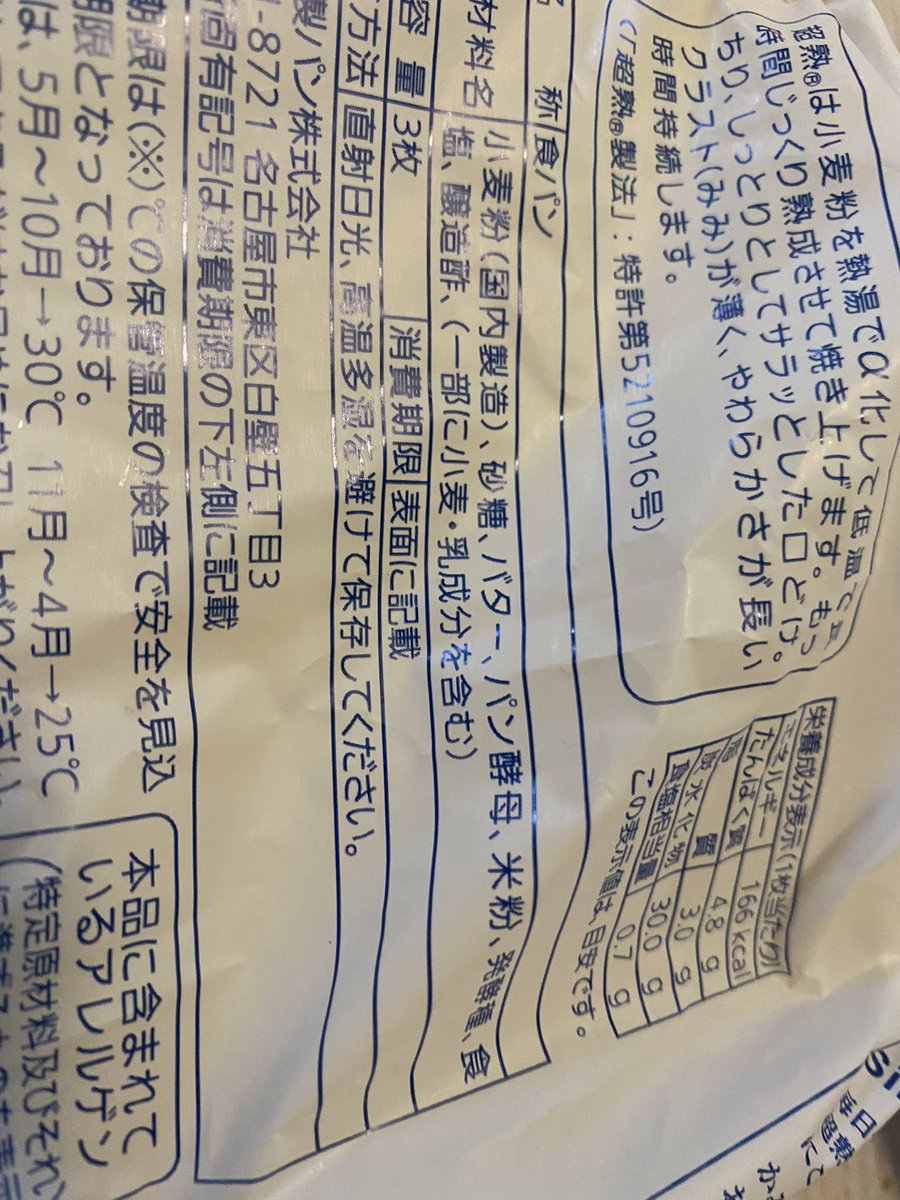 超熟®は小麦粉を熱湯でα化して低温で長
時間じっくり熟成させて焼き上げます。もっ
ちり、しっとりとしてサラッとした口どけ。
クラスト(みみ)が薄く、やわらかさが長い
時間持続します。
(「超熟®製法」:特許第5210916号)
栄養成分表示(1枚当たり)
エネルギー 166kcal
たんぱく質 4.8 g
脂質 3.0 g
炭水化物 30.0 g
食塩相当量 0.7 g
この表示値は、目安です。
称 食パン
材料名 小麦粉(国内製造)、砂糖、バター、パン酵母、米粉、発酵種、食
塩、醸造酢、(一部に小麦・乳成分を含む)
容量 3枚 消費期限 表面に記載
方法 直射日光、高温多湿を避けて保存してください。
製パン株式会社
-8721 名古屋市東区白壁五丁目3
固有記号は消費期限の下左側に記載
期限は(※)℃の保管温度の検査で安全を見込
期限となっております。
は、5月~10月→30℃ 11月~4月→25℃
本品に含まれて
いるアレルゲン
(特定原材料及びそれ